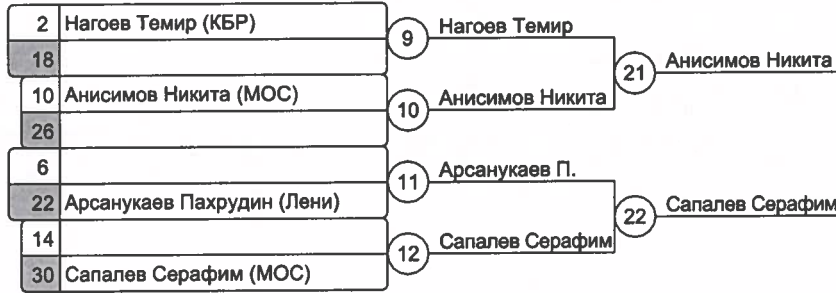 2 Нагоев Темир (КБР)
18
10 Анисимов Никита (МОС)
26
6
22 Арсанукаев Пахрудин (Лени)
14
30 Сапалев Серафим (МОС)
9 Нагоев Темир
10 Анисимов Никита
11 Арсанукаев П.
12 Сапалев Серафим
21 Анисимов Никита
22 Сапалев Серафим